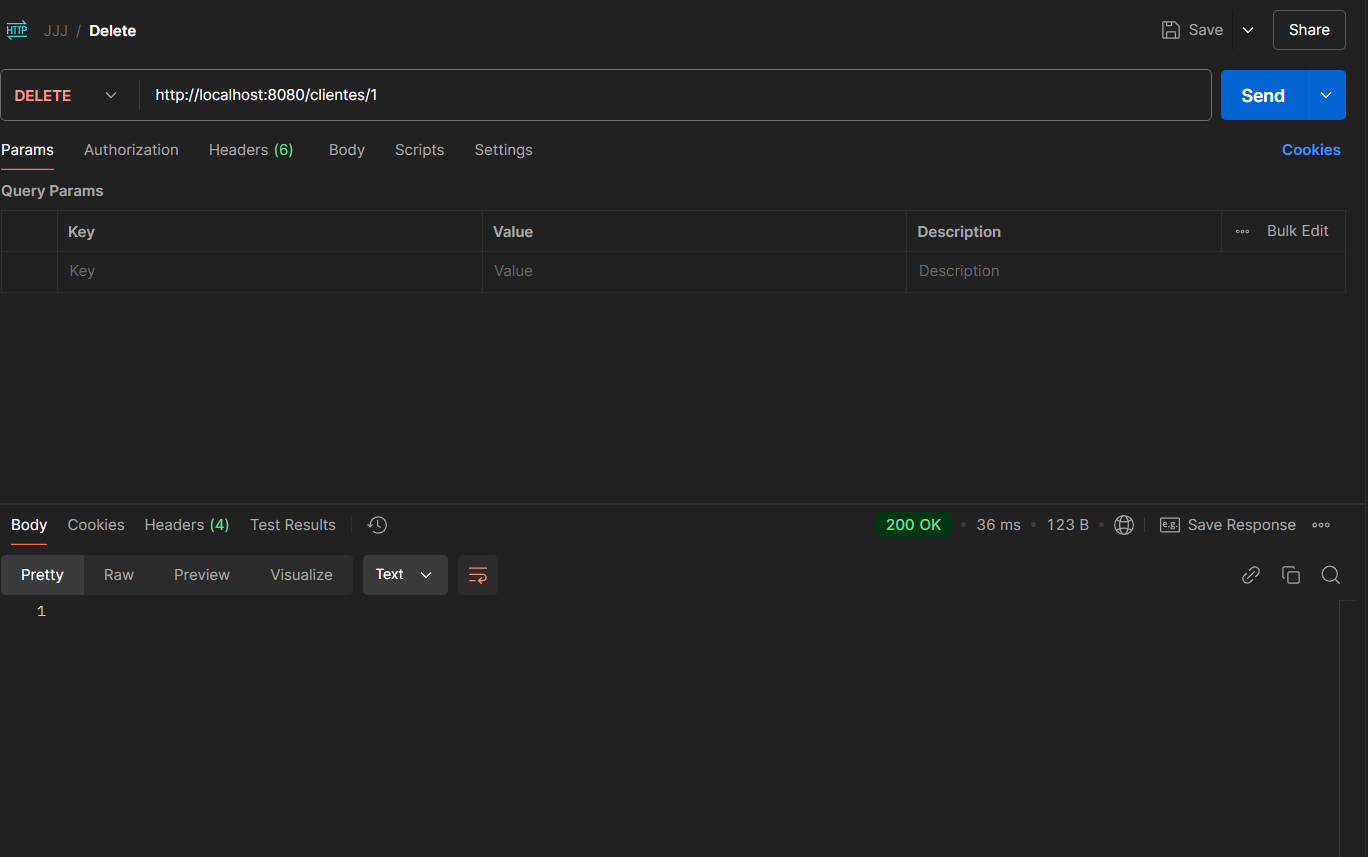 HTTP JJJ / Delete Save Share
DELETE http://localhost:8080/clientes/1 Send
Params Authorization Headers (6) Body Scripts Settings Cookies
Query Params
Key Value Description Bulk Edit
Key Value Description
Body Cookies Headers (4) Test Results 200 OK • 36 ms • 123 B • e.g. Save Response
Pretty Raw Preview Visualize Text
1